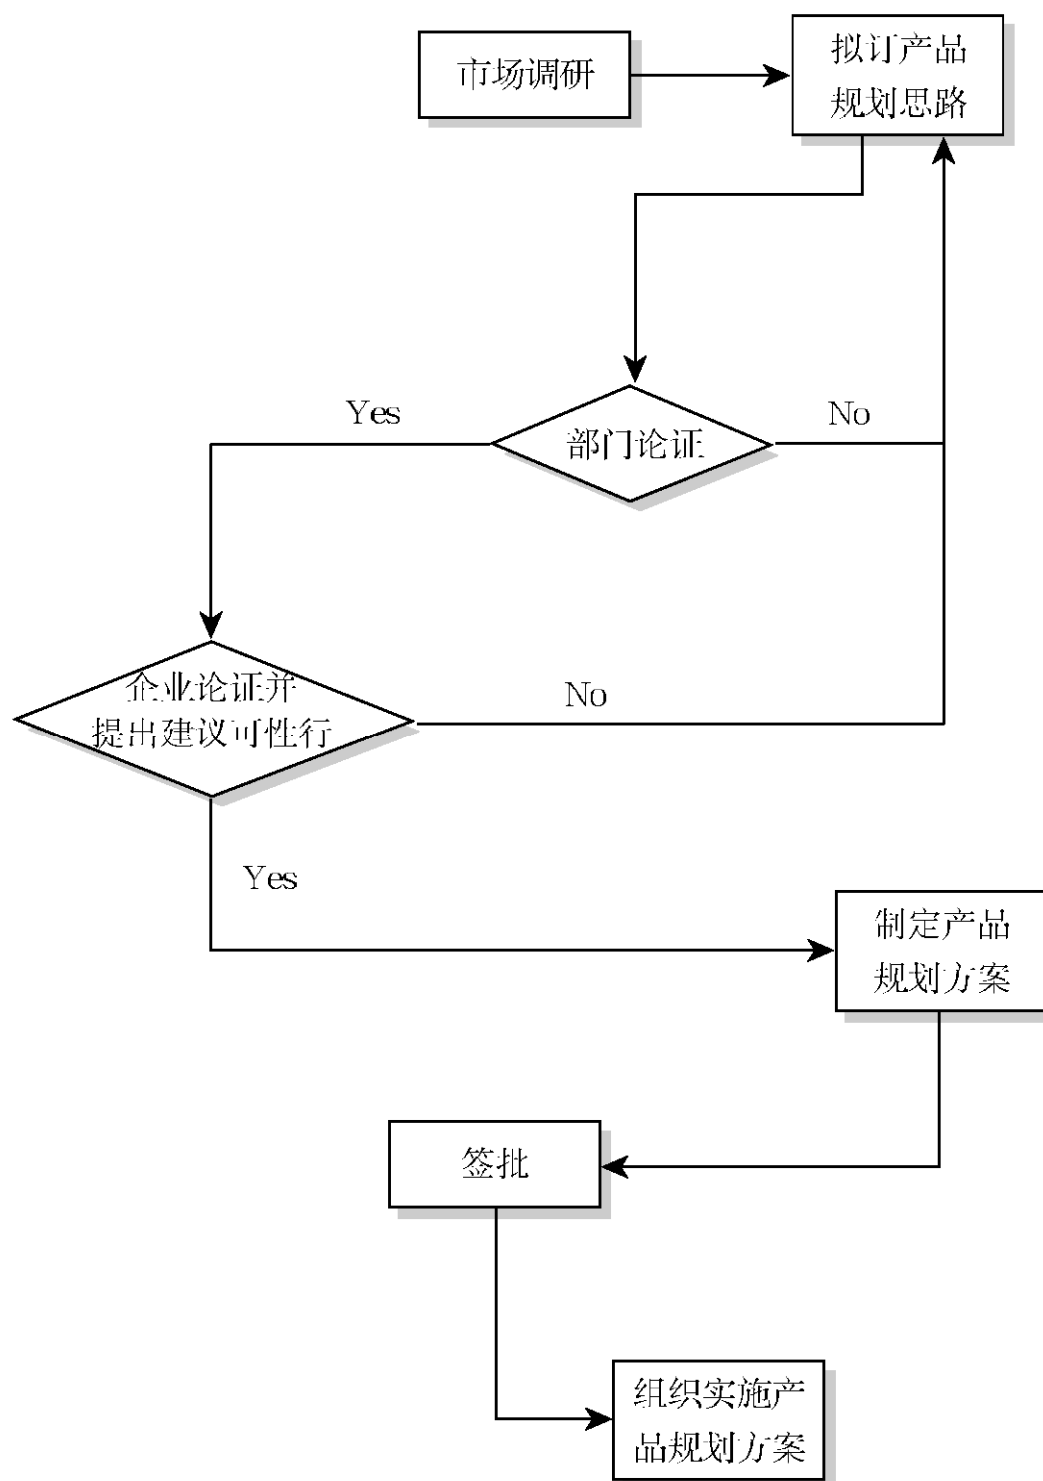 市场调研
拟订产品
规划思路
Yes
部门论证
No
企业论证并
提出建议可性行
No
Yes
制定产品
规划方案
签批
组织实施产
品规划方案